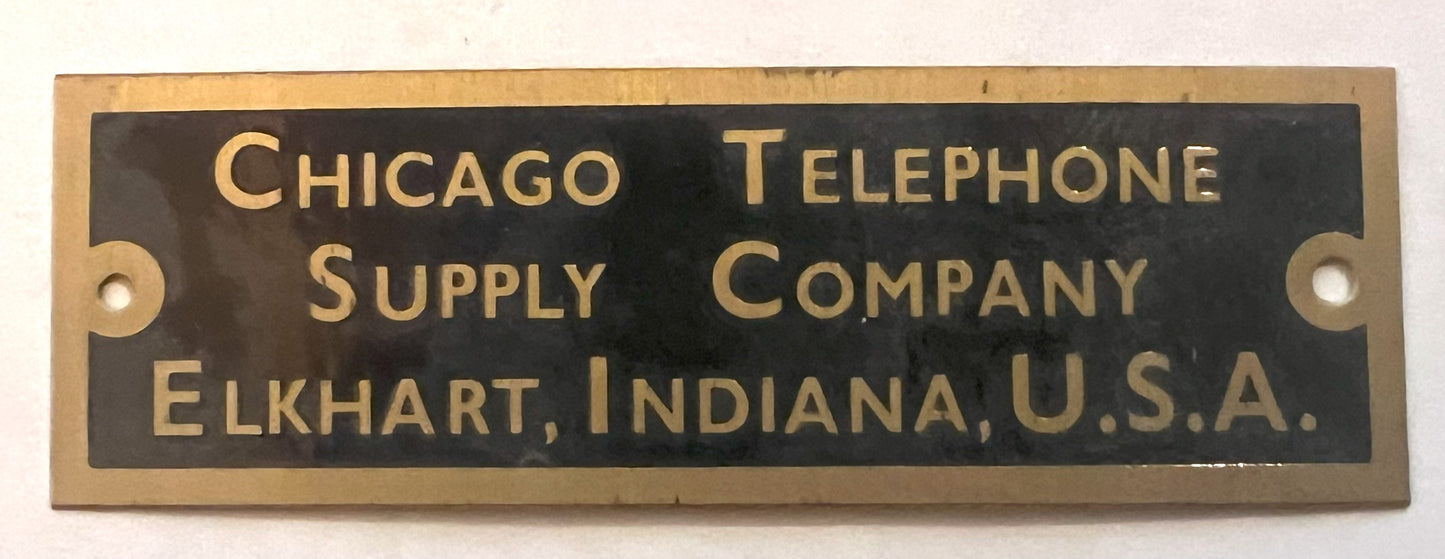 CHICAGO TELEPHONE
SUPPLY COMPANY
ELKHART, INDIANA, U.S.A.